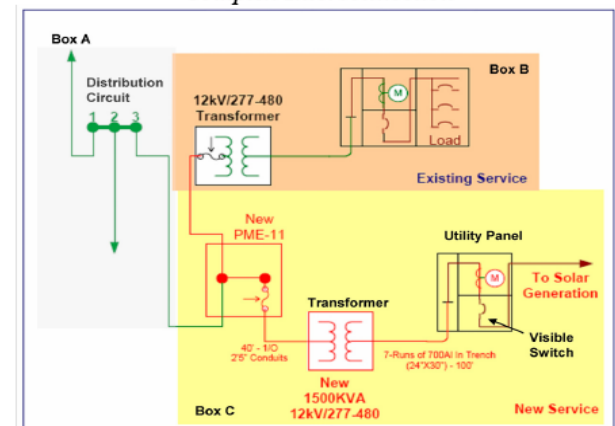 Box A
Distribution
Circuit
1 2 3
12kV/277-480
Transformer
Box B
M
Load
Existing Service
New
PME-11
Utility Panel
M
To Solar
Generation
Transformer
Visible
Switch
40' - 1/O
2'5" Conduits
7-Runs of 700Al In Trench
(24"X30") - 100'
New
1500KVA
12kV/277-480
Box C
New Service